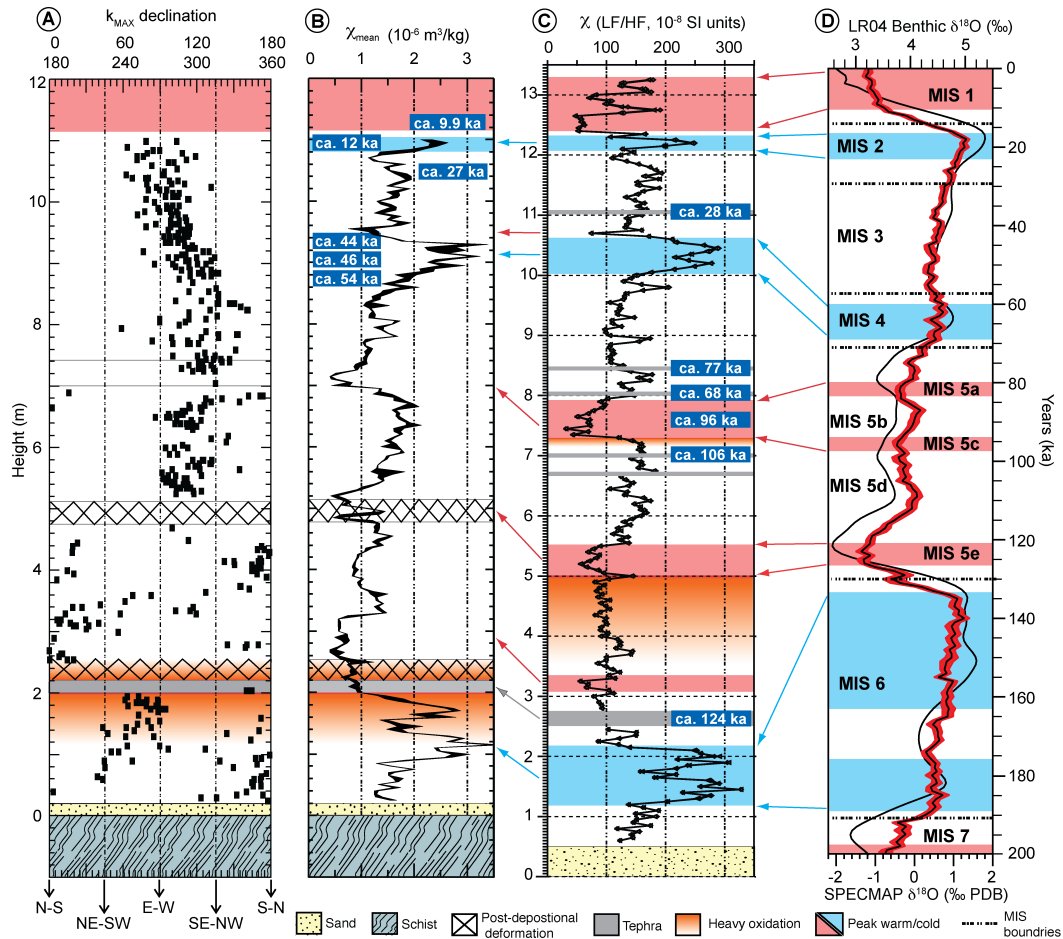 A
k_MAX declination
0 60 120 180
180 240 300 360
Height (m)
12
10
8
6
4
2
0
N-S
NE-SW
E-W
SE-NW
S-N
B
χmean (10⁻⁶ m³/kg)
0 1 2 3
ca. 9.9 ka
ca. 12 ka
ca. 27 ka
ca. 44 ka
ca. 46 ka
ca. 54 ka
C
χ (LF/HF, 10⁻⁸ SI units)
0 100 200 300
13
12
11
10
9
8
7
6
5
4
3
2
1
0
ca. 28 ka
ca. 77 ka
ca. 68 ka
ca. 96 ka
ca. 106 ka
ca. 124 ka
D
LR04 Benthic δ¹⁸O (‰)
3 4 5
MIS 1
MIS 2
MIS 3
MIS 4
MIS 5a
MIS 5b
MIS 5c
MIS 5d
MIS 5e
MIS 6
MIS 7
0
20
40
60
80
100
120
140
160
180
200
Years (ka)
-2 -1 0 1 2
SPECMAP δ¹⁸O (‰ PDB)
Sand
Schist
Post-depostional
deformation
Tephra
Heavy oxidation
Peak warm/cold
MIS
boundries